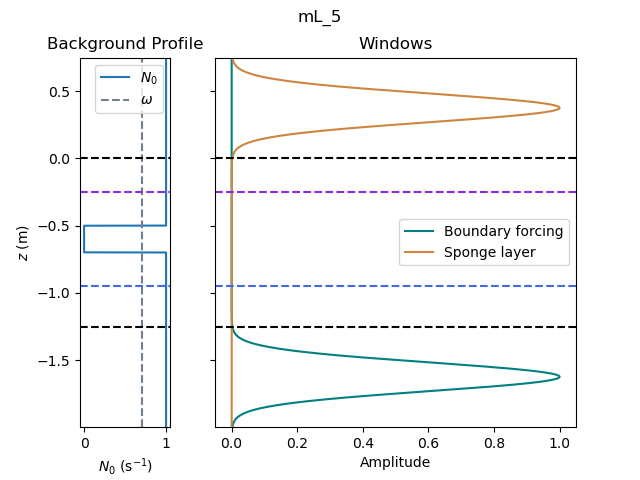 mL_5
Background Profile
Windows
N₀
ω
Boundary forcing
Sponge layer
0.5
0.0
−0.5
−1.0
−1.5
z (m)
0 1
0.0 0.2 0.4 0.6 0.8 1.0
N₀ (s⁻¹)
Amplitude